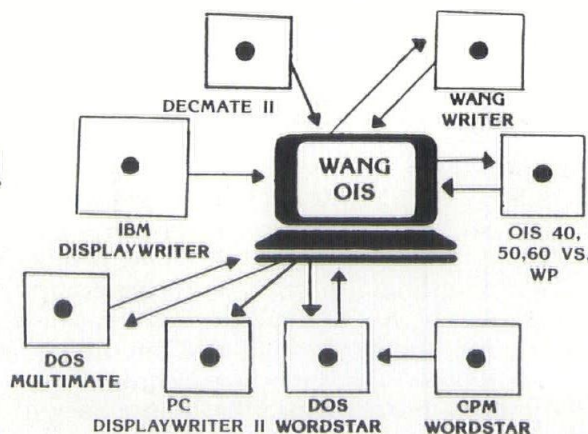 DECMATE II
WANG
WRITER
WANG
OIS
IBM
DISPLAYWRITER
OIS 40,
50,60 VS,
WP
DOS
MULTIMATE
PC
DISPLAYWRITER II
DOS
WORDSTAR
CPM
WORDSTAR